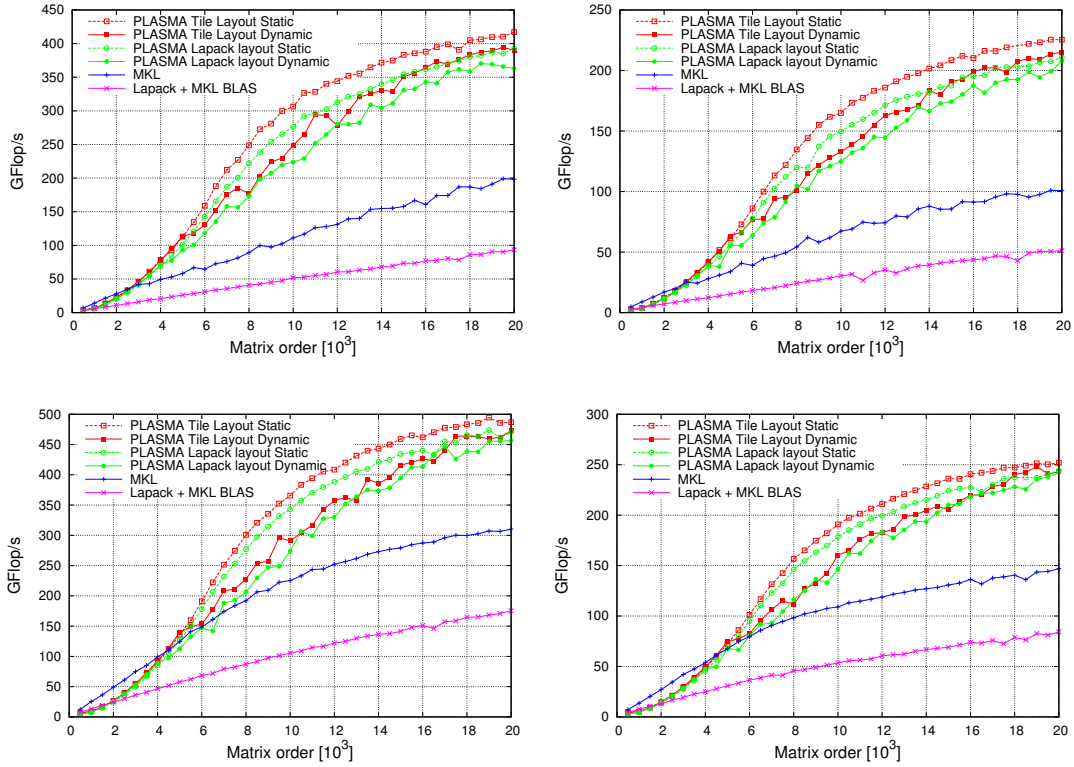 450
400
350
300
250
200
150
100
50
0
GFlop/s
PLASMA Tile Layout Static
PLASMA Tile Layout Dynamic
PLASMA Lapack layout Static
PLASMA Lapack layout Dynamic
MKL
Lapack + MKL BLAS
0 2 4 6 8 10 12 14 16 18 20
Matrix order [10³]
250
200
150
100
50
0
GFlop/s
PLASMA Tile Layout Static
PLASMA Tile Layout Dynamic
PLASMA Lapack layout Static
PLASMA Lapack layout Dynamic
MKL
Lapack + MKL BLAS
0 2 4 6 8 10 12 14 16 18 20
Matrix order [10³]
500
450
400
350
300
250
200
150
100
50
0
GFlop/s
PLASMA Tile Layout Static
PLASMA Tile Layout Dynamic
PLASMA Lapack layout Static
PLASMA Lapack layout Dynamic
MKL
Lapack + MKL BLAS
0 2 4 6 8 10 12 14 16 18 20
Matrix order [10³]
300
250
200
150
100
50
0
GFlop/s
PLASMA Tile Layout Static
PLASMA Tile Layout Dynamic
PLASMA Lapack layout Static
PLASMA Lapack layout Dynamic
MKL
Lapack + MKL BLAS
0 2 4 6 8 10 12 14 16 18 20
Matrix order [10³]